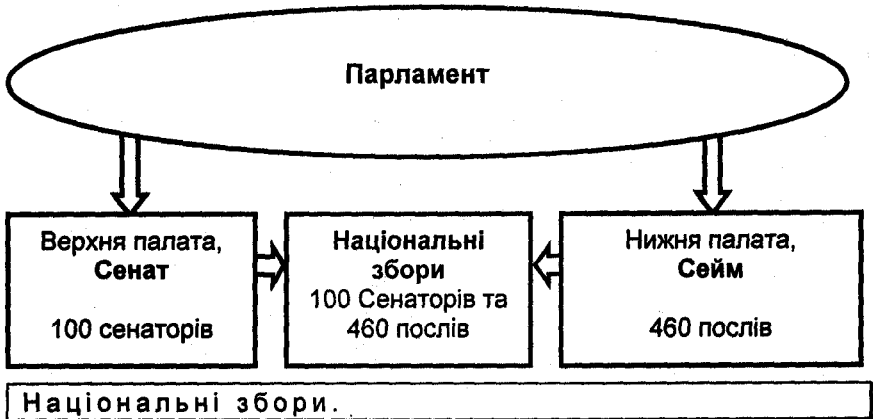 Парламент
Верхня палата,
Сенат
100 сенаторів
Національні
збори
100 Сенаторів та
460 послів
Нижня палата,
Сейм
460 послів
Національні збори.